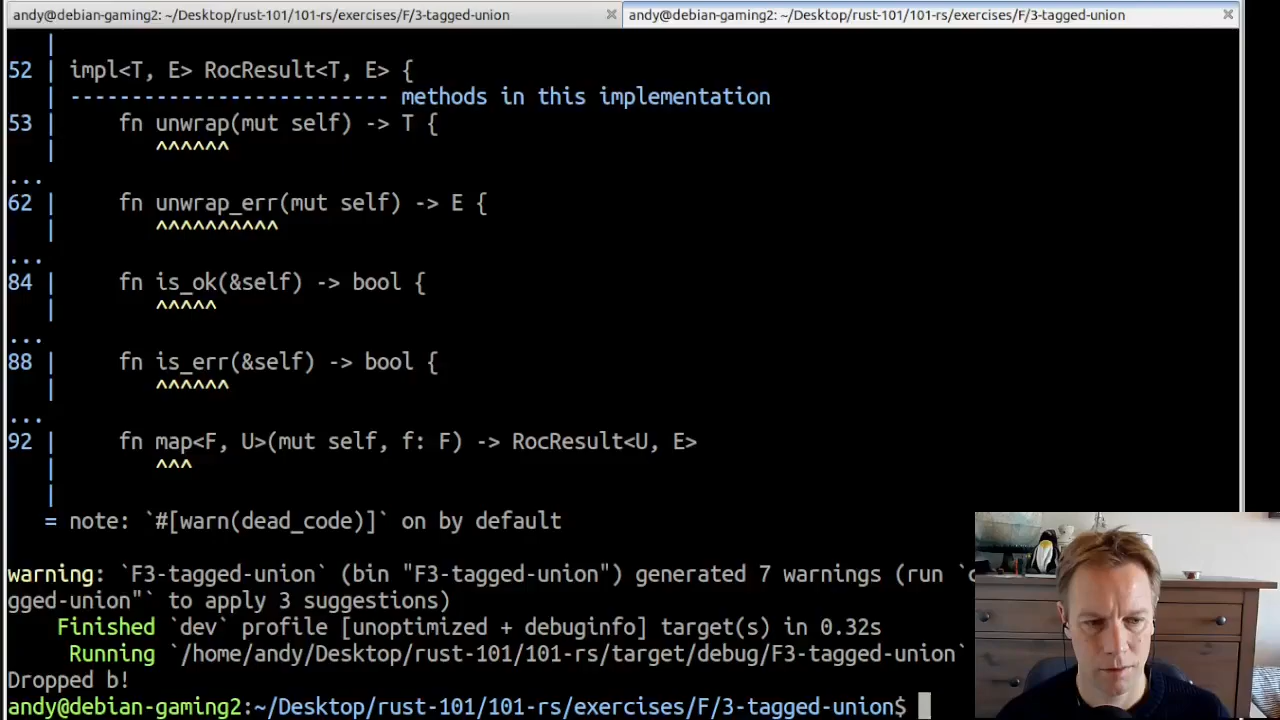 andy@debian-gaming2: ~/Desktop/rust-101/101-rs/exercises/F/3-tagged-union
andy@debian-gaming2: ~/Desktop/rust-101/101-rs/exercises/F/3-tagged-union
|
52 | impl<T, E> RocResult<T, E> {
| -------------------------- methods in this implementation
53 | fn unwrap(mut self) -> T {
| ^^^^^^
...
62 | fn unwrap_err(mut self) -> E {
| ^^^^^^^^^^
...
84 | fn is_ok(&self) -> bool {
| ^^^^^
...
88 | fn is_err(&self) -> bool {
| ^^^^^^
...
92 | fn map<F, U>(mut self, f: F) -> RocResult<U, E>
| ^^^
|
= note: `#[warn(dead_code)]` on by default
warning: `F3-tagged-union` (bin "F3-tagged-union") generated 7 warnings (run `
gged-union"` to apply 3 suggestions)
Finished `dev` profile [unoptimized + debuginfo] target(s) in 0.32s
Running `/home/andy/Desktop/rust-101/101-rs/target/debug/F3-tagged-union`
Dropped b!
andy@debian-gaming2:~/Desktop/rust-101/101-rs/exercises/F/3-tagged-union$